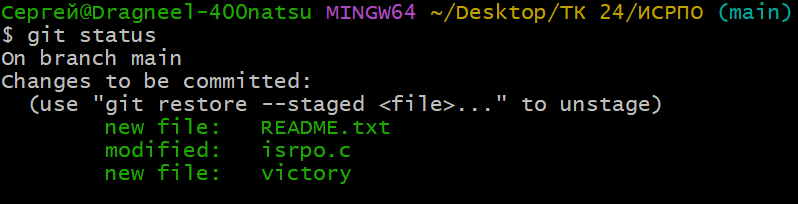 Сергей@Dragneel-400natsu MINGW64 ~/Desktop/ТК 24/ИСРПО (main)
$ git status
On branch main
Changes to be committed:
  (use "git restore --staged <file>..." to unstage)
        new file:   README.txt
        modified:   isrpo.c
        new file:   victory